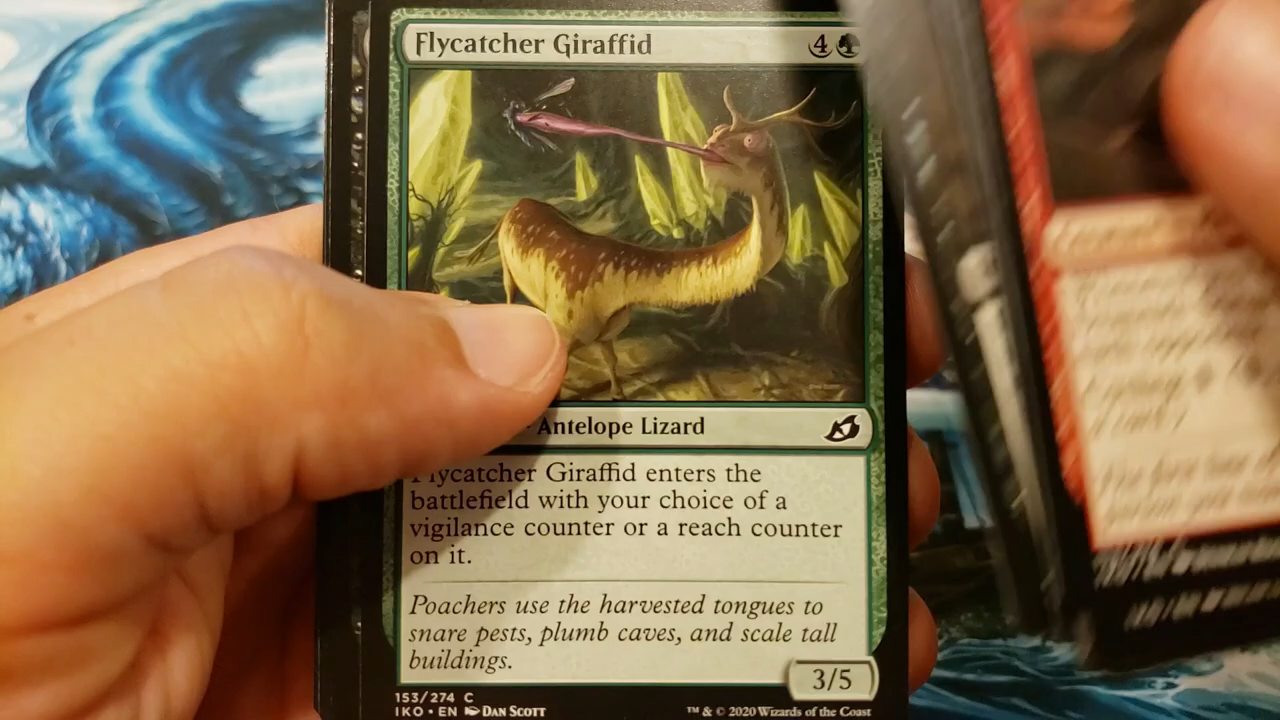 Flycatcher Giraffid 4
Antelope Lizard
Flycatcher Giraffid enters the
battlefield with your choice of a
vigilance counter or a reach counter
on it.
Poachers use the harvested tongues to
snare pests, plumb caves, and scale tall
buildings.
3/5
153/274 C
IKO • EN DAN SCOTT
™ & © 2020 Wizards of the Coast